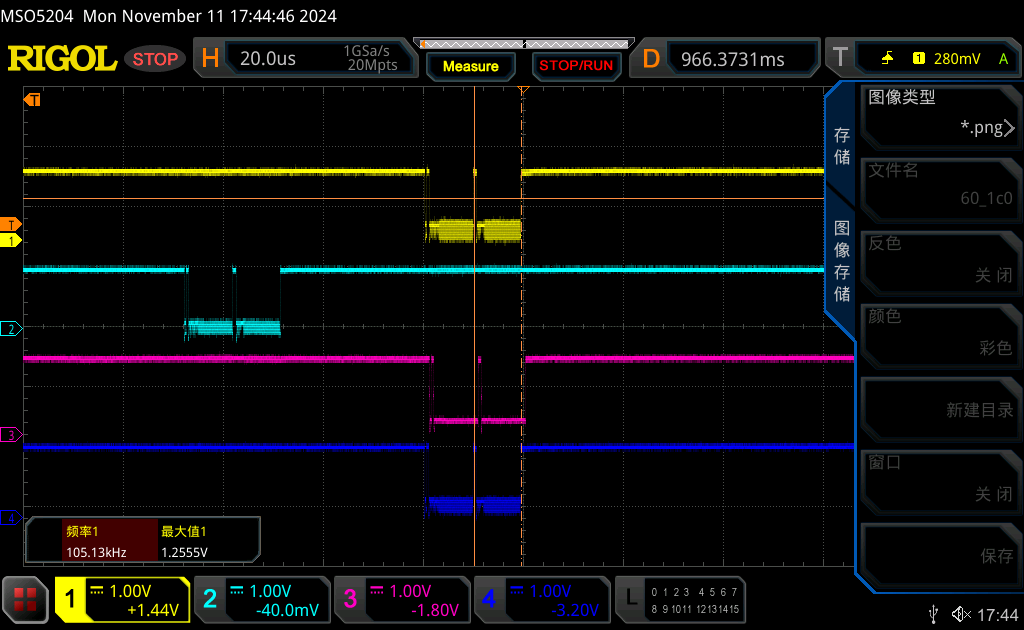 MSO5204 Mon November 11 17:44:46 2024
RIGOL STOP H 20.0us 1GSa/s 20Mpts Measure STOP/RUN D 966.3731ms T 1 280mV A
T
图像类型
*.png
存储
文件名
60_1c0
T
1
图像存储
反色
关闭
2
颜色
彩色
新建目录
3
窗口
关闭
4
频率1 最大值1
105.13kHz 1.2555V
保存
1 1.00V +1.44V
2 1.00V -40.0mV
3 1.00V -1.80V
4 1.00V -3.20V
L 0 1 2 3 4 5 6 7
8 9 10 11 12 13 14 15
17:44